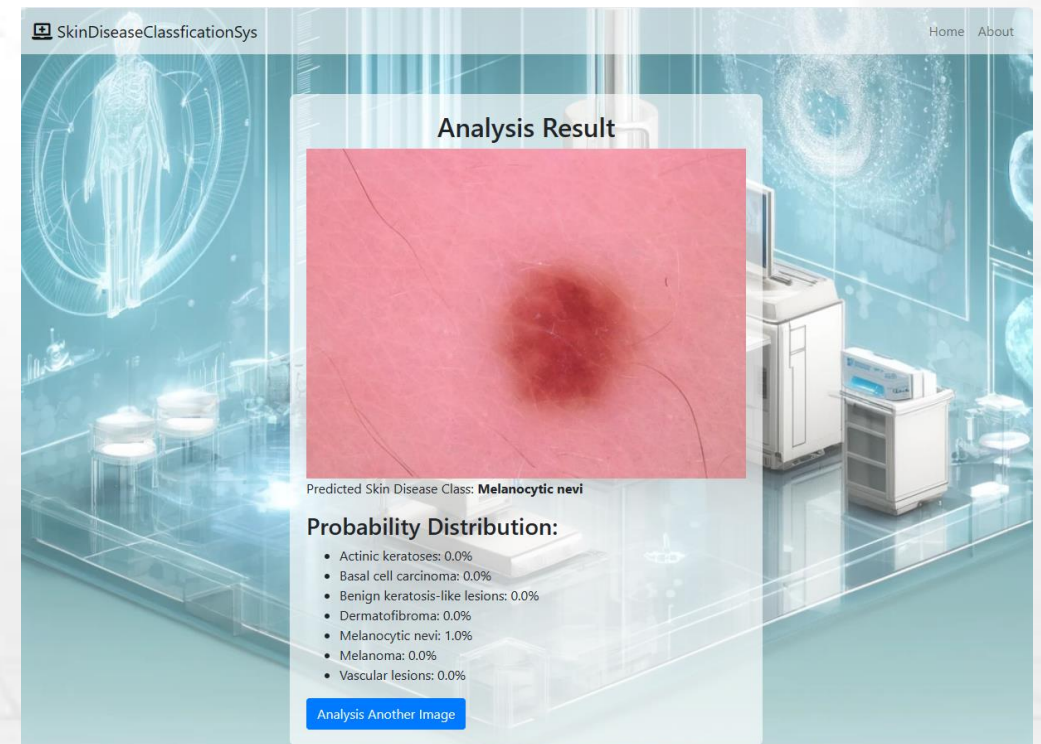 SkinDiseaseClassficationSys
Home About
Analysis Result
Predicted Skin Disease Class: Melanocytic nevi
Probability Distribution:
Actinic keratoses: 0.0%
Basal cell carcinoma: 0.0%
Benign keratosis-like lesions: 0.0%
Dermatofibroma: 0.0%
Melanocytic nevi: 1.0%
Melanoma: 0.0%
Vascular lesions: 0.0%
Analysis Another Image